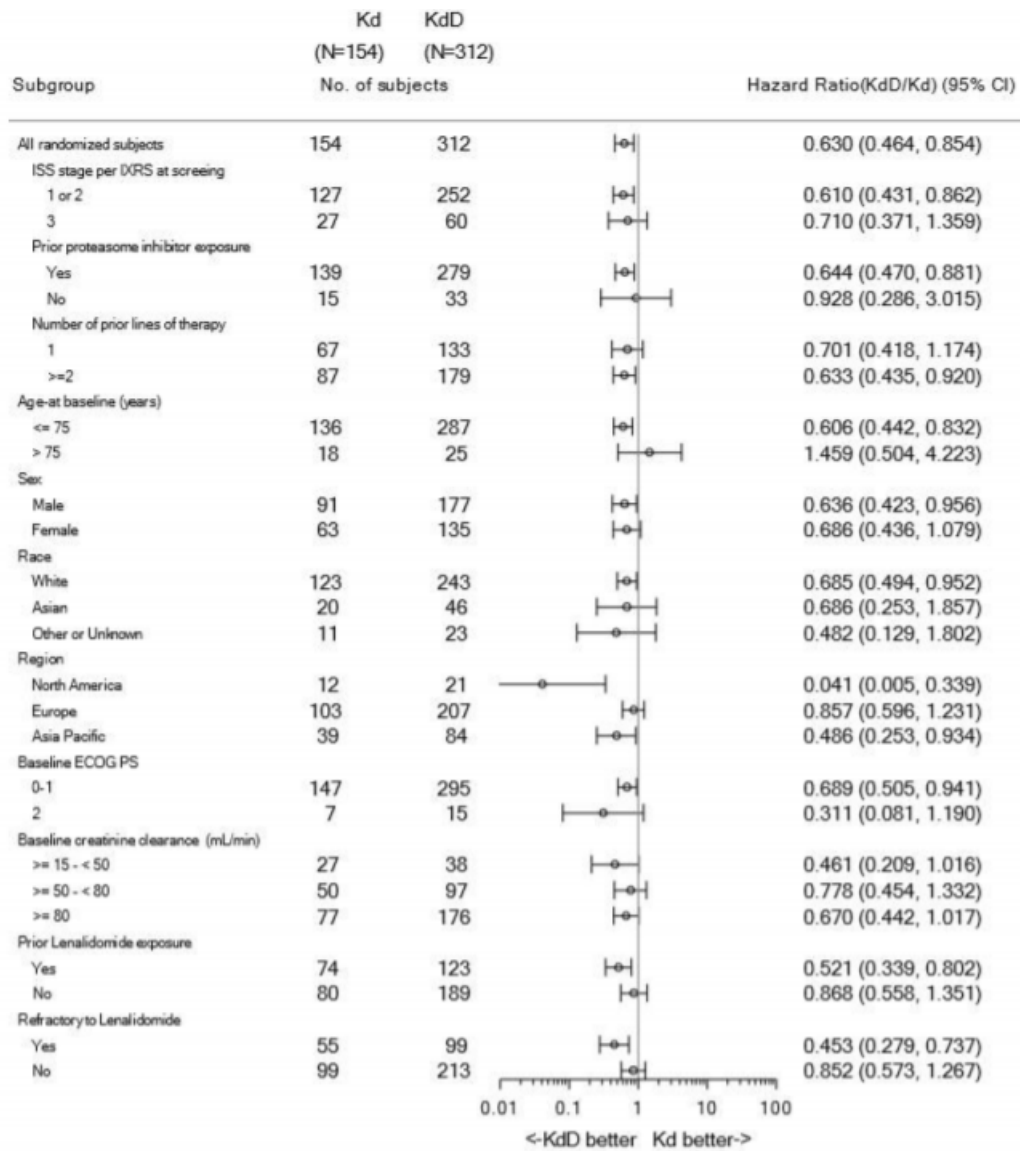 Kd KdD
(N=154) (N=312)
Subgroup No. of subjects Hazard Ratio(KdD/Kd) (95% CI)
All randomized subjects 154 312 0.630 (0.464, 0.854)
ISS stage per IXRS at screeing
1 or 2 127 252 0.610 (0.431, 0.862)
3 27 60 0.710 (0.371, 1.359)
Prior proteasome inhibitor exposure
Yes 139 279 0.644 (0.470, 0.881)
No 15 33 0.928 (0.286, 3.015)
Number of prior lines of therapy
1 67 133 0.701 (0.418, 1.174)
>=2 87 179 0.633 (0.435, 0.920)
Age-at baseline (years)
<= 75 136 287 0.606 (0.442, 0.832)
> 75 18 25 1.459 (0.504, 4.223)
Sex
Male 91 177 0.636 (0.423, 0.956)
Female 63 135 0.686 (0.436, 1.079)
Race
White 123 243 0.685 (0.494, 0.952)
Asian 20 46 0.686 (0.253, 1.857)
Other or Unknown 11 23 0.482 (0.129, 1.802)
Region
North America 12 21 0.041 (0.005, 0.339)
Europe 103 207 0.857 (0.596, 1.231)
Asia Pacific 39 84 0.486 (0.253, 0.934)
Baseline ECOG PS
0-1 147 295 0.689 (0.505, 0.941)
2 7 15 0.311 (0.081, 1.190)
Baseline creatinine clearance (mL/min)
>= 15 - < 50 27 38 0.461 (0.209, 1.016)
>= 50 - < 80 50 97 0.778 (0.454, 1.332)
>= 80 77 176 0.670 (0.442, 1.017)
Prior Lenalidomide exposure
Yes 74 123 0.521 (0.339, 0.802)
No 80 189 0.868 (0.558, 1.351)
Refractory to Lenalidomide
Yes 55 99 0.453 (0.279, 0.737)
No 99 213 0.852 (0.573, 1.267)
0.01 0.1 1 10 100
<-KdD better Kd better->